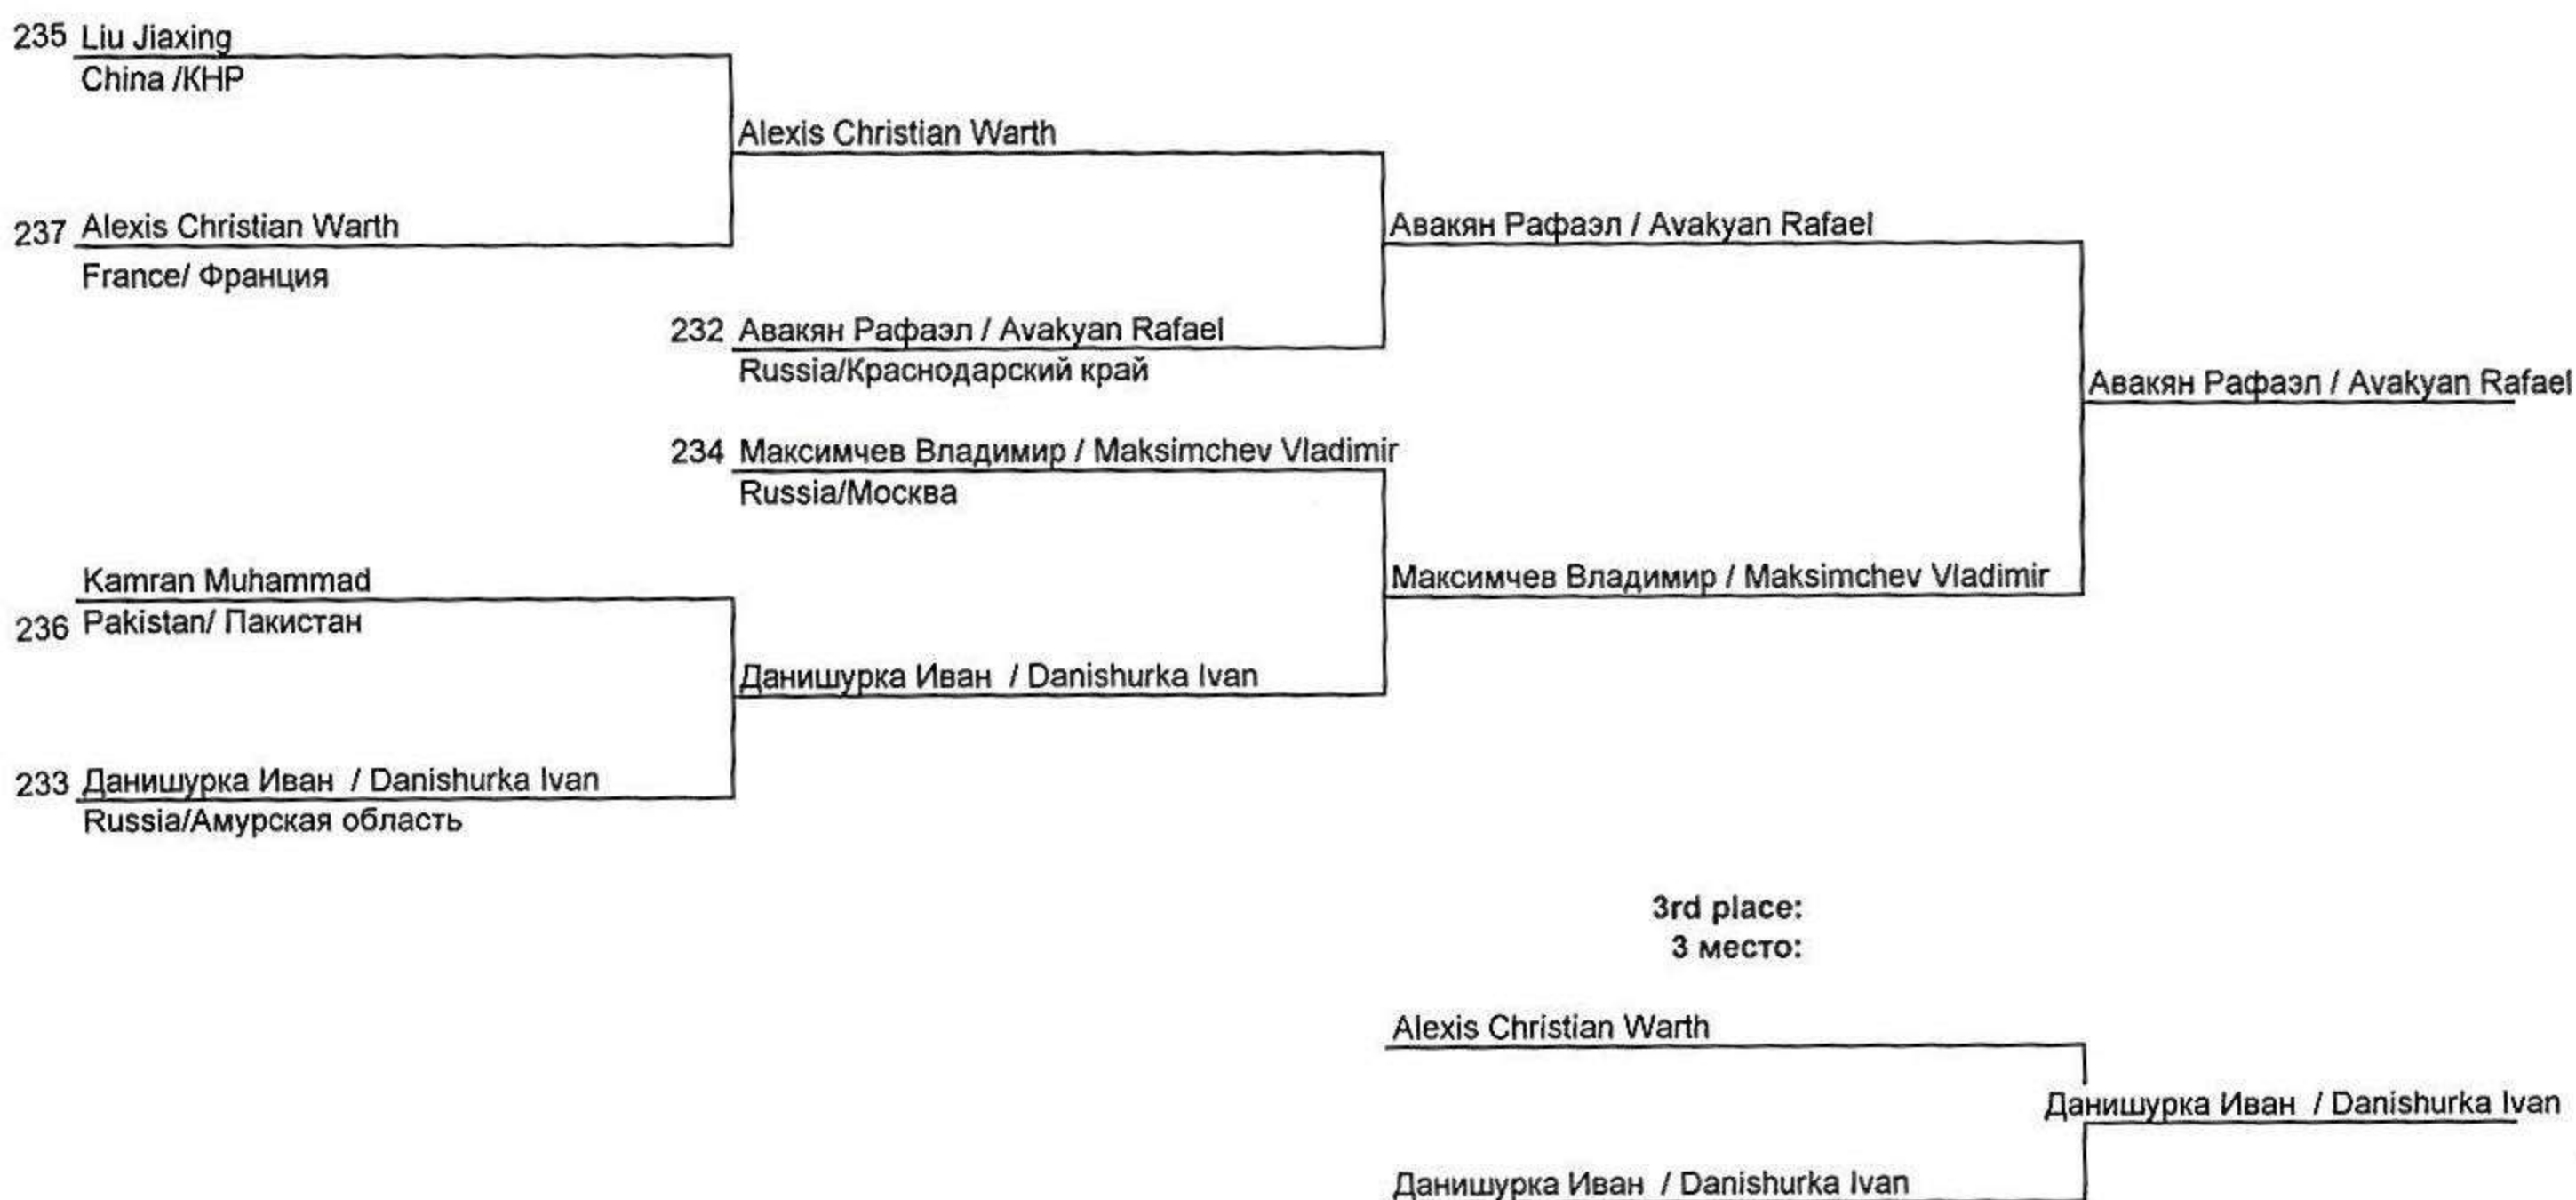 235 Liu Jiaxing
China /КНР
Alexis Christian Warth
237 Alexis Christian Warth
France/ Франция
Авакян Рафаэл / Avakyan Rafael
232 Авакян Рафаэл / Avakyan Rafael
Russia/Краснодарский край
Авакян Рафаэл / Avakyan Rafael
234 Максимчев Владимир / Maksimchev Vladimir
Russia/Москва
Kamran Muhammad
236 Pakistan/ Пакистан
Максимчев Владимир / Maksimchev Vladimir
Данишурка Иван / Danishurka Ivan
233 Данишурка Иван / Danishurka Ivan
Russia/Амурская область
3rd place:
3 место:
Alexis Christian Warth
Данишурка Иван / Danishurka Ivan
Данишурка Иван / Danishurka Ivan